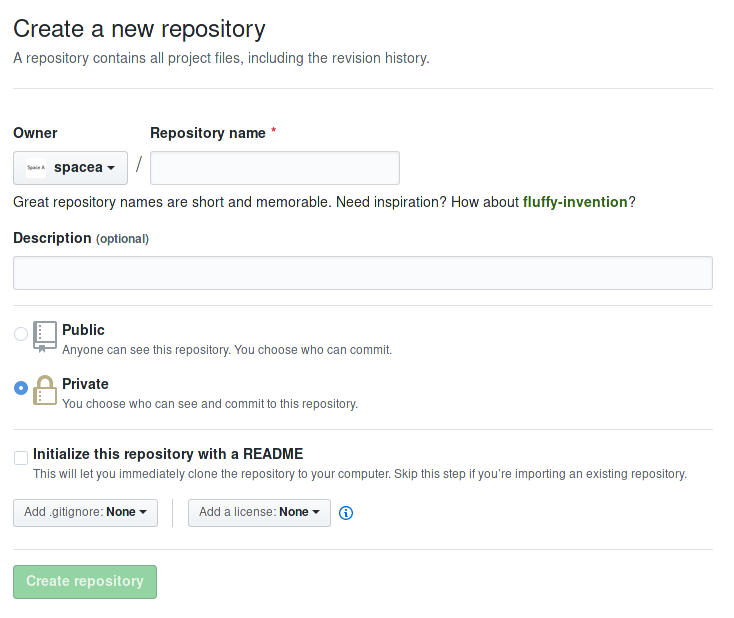 Create a new repository
A repository contains all project files, including the revision history.
Owner
Repository name *
Space A
spacea
/
Great repository names are short and memorable. Need inspiration? How about fluffy-invention?
Description (optional)
Public
Anyone can see this repository. You choose who can commit.
Private
You choose who can see and commit to this repository.
Initialize this repository with a README
This will let you immediately clone the repository to your computer. Skip this step if you’re importing an existing repository.
Add .gitignore: None
Add a license: None
Create repository